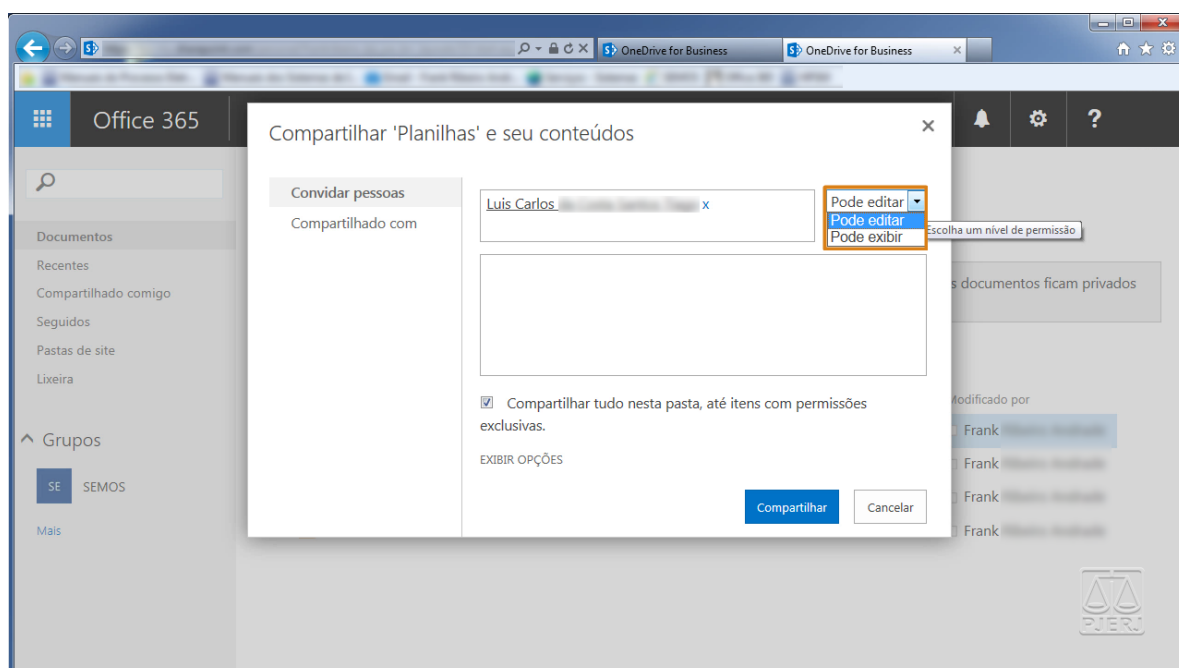 OneDrive for Business
OneDrive for Business
Office 365
Compartilhar 'Planilhas' e seu conteúdos
Convidar pessoas
Compartilhado com
Luis Carlos
x
Pode editar
Pode editar
Pode exibir
Escolha um nível de permissão
Documentos
Recentes
Compartilhado comigo
Seguidos
Pastas de site
Lixeira
Grupos
SE SEMOS
Mais
s documentos ficam privados
Compartilhar tudo nesta pasta, até itens com permissões
exclusivas.
EXIBIR OPÇÕES
Compartilhar
Cancelar
Modificado por
Frank
Frank
Frank
Frank
PJERJ